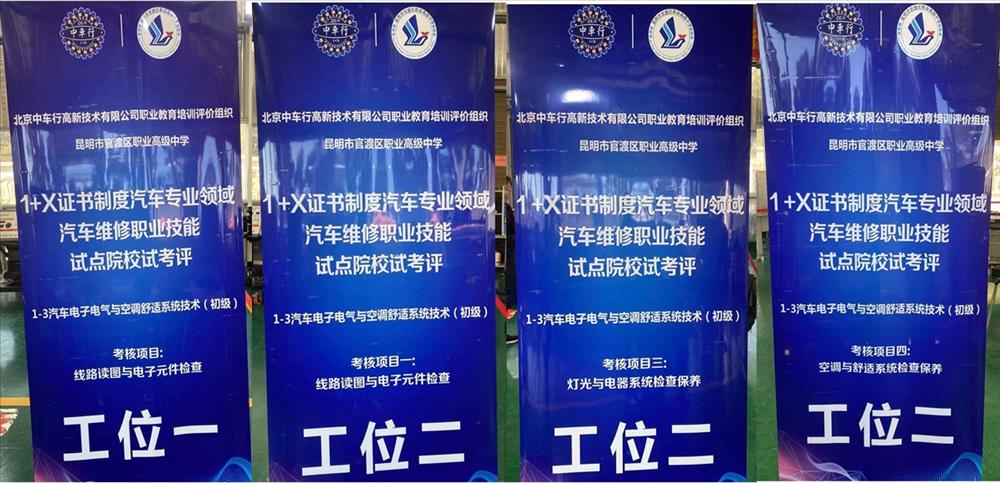 中车行
北京中车行高新技术有限公司职业教育培训评价组织
昆明市官渡区职业高级中学
1+X证书制度汽车专业领域
汽车维修职业技能
试点院校试考评
1-3汽车电子电气与空调舒适系统技术（初级）
考核项目:
线路读图与电子元件检查
工位一
中车行
北京中车行高新技术有限公司职业教育培训评价组织
昆明市官渡区职业高级中学
1+X证书制度汽车专业领域
汽车维修职业技能
试点院校试考评
1-3汽车电子电气与空调舒适系统技术（初级）
考核项目一:
线路读图与电子元件检查
工位二
中车行
北京中车行高新技术有限公司职业教育培训评价组织
昆明市官渡区职业高级中学
1+X证书制度汽车专业领域
汽车维修职业技能
试点院校试考评
1-3汽车电子电气与空调舒适系统技术（初级）
考核项目三:
灯光与电器系统检查保养
工位二
中车行
北京中车行高新技术有限公司职业教育培训评价组织
昆明市官渡区职业高级中学
1+X证书制度汽车专业领域
汽车维修职业技能
试点院校试考评
1-3汽车电子电气与空调舒适系统技术（初级）
考核项目四:
空调与舒适系统检查保养
工位二